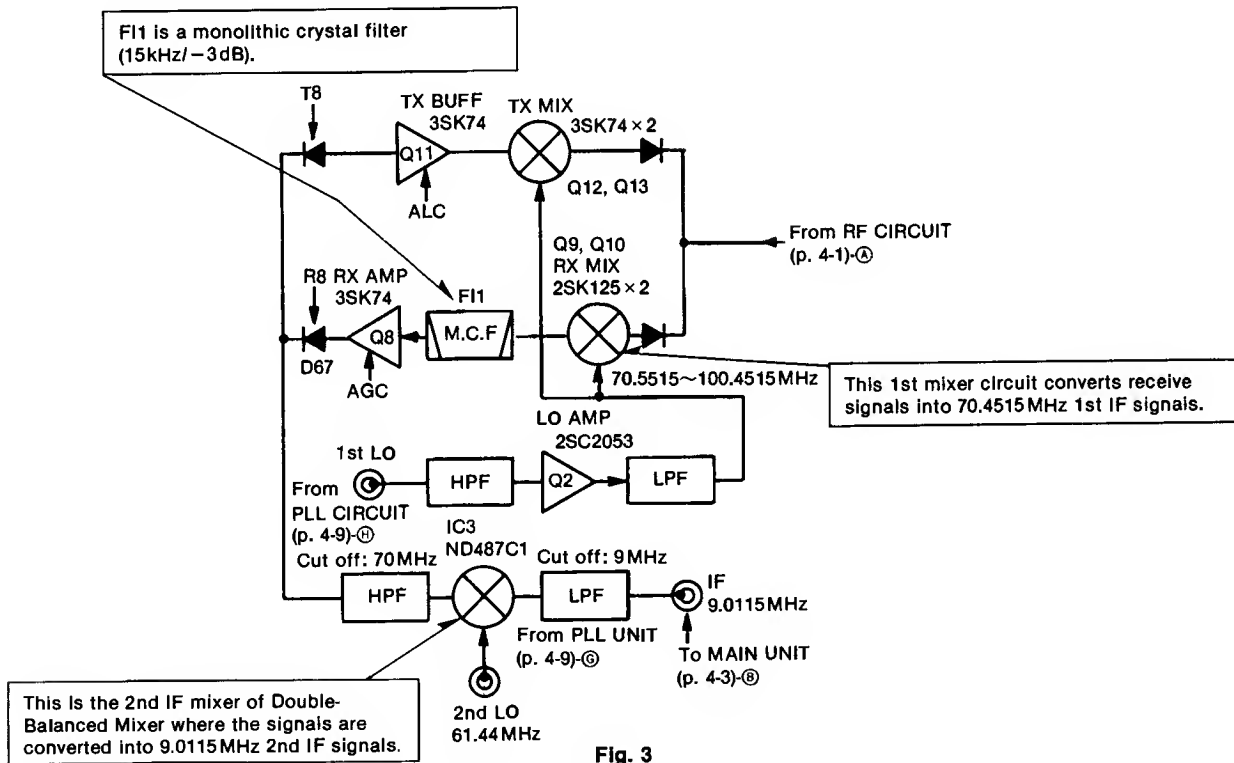 FI1 is a monolithic crystal filter
(15kHz/−3dB).
T8
TX BUFF
3SK74
TX MIX
3SK74×2
Q11
Q12, Q13
ALC
From RF CIRCUIT
(p. 4-1)-Ⓐ
Q9, Q10
RX MIX
2SK125×2
R8 RX AMP
3SK74
FI1
Q8
M.C.F
D67
AGC
70.5515~100.4515MHz
This 1st mixer circuit converts receive
signals into 70.4515MHz 1st IF signals.
LO AMP
2SC2053
1st LO
HPF
Q2
LPF
From
PLL CIRCUIT
(p. 4-9)-Ⓗ
IC3
ND487C1
Cut off: 70MHz
Cut off: 9MHz
HPF
LPF
IF
9.0115MHz
From PLL UNIT
(p. 4-9)-Ⓖ
To MAIN UNIT
(p. 4-3)-Ⓑ
This Is the 2nd IF mixer of Double-
Balanced Mixer where the signals are
converted into 9.0115MHz 2nd IF signals.
2nd LO
61.44MHz
Fig. 3